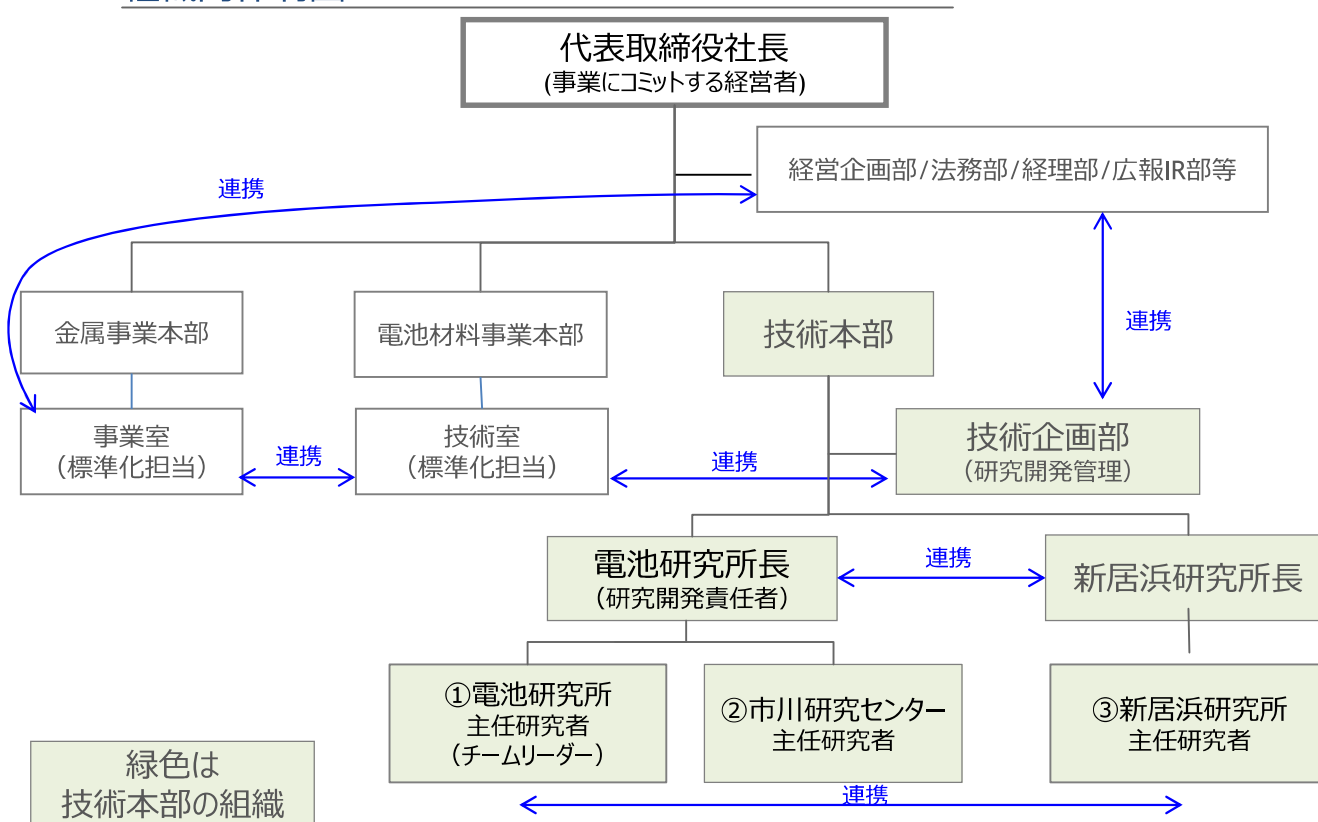 代表取締役社長
(事業にコミットする経営者)
経営企画部/法務部/経理部/広報IR部等
連携
連携
金属事業本部
電池材料事業本部
技術本部
事業室
（標準化担当）
連携
技術室
（標準化担当）
連携
技術企画部
（研究開発管理）
電池研究所長
（研究開発責任者）
連携
新居浜研究所長
①電池研究所
主任研究者
（チームリーダー）
②市川研究センター
主任研究者
③新居浜研究所
主任研究者
連携
緑色は
技術本部の組織